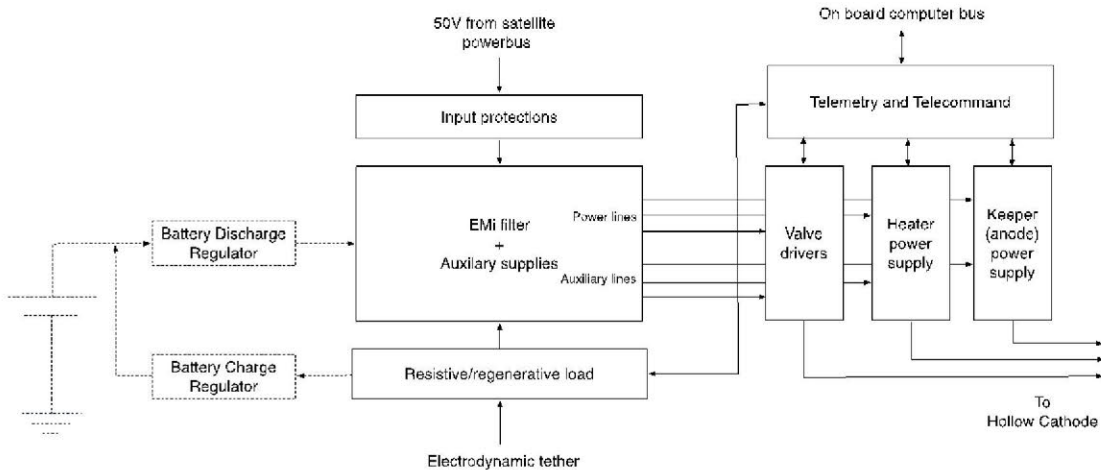 50V from satellite
powerbus
On board computer bus
Input protections
Telemetry and Telecommand
Battery Discharge
Regulator
EMi filter
+
Auxilary supplies
Power lines
Auxiliary lines
Valve
drivers
Heater
power
supply
Keeper
(anode)
power
supply
Battery Charge
Regulator
Resistive/regenerative load
To
Hollow Cathode
Electrodynamic tether